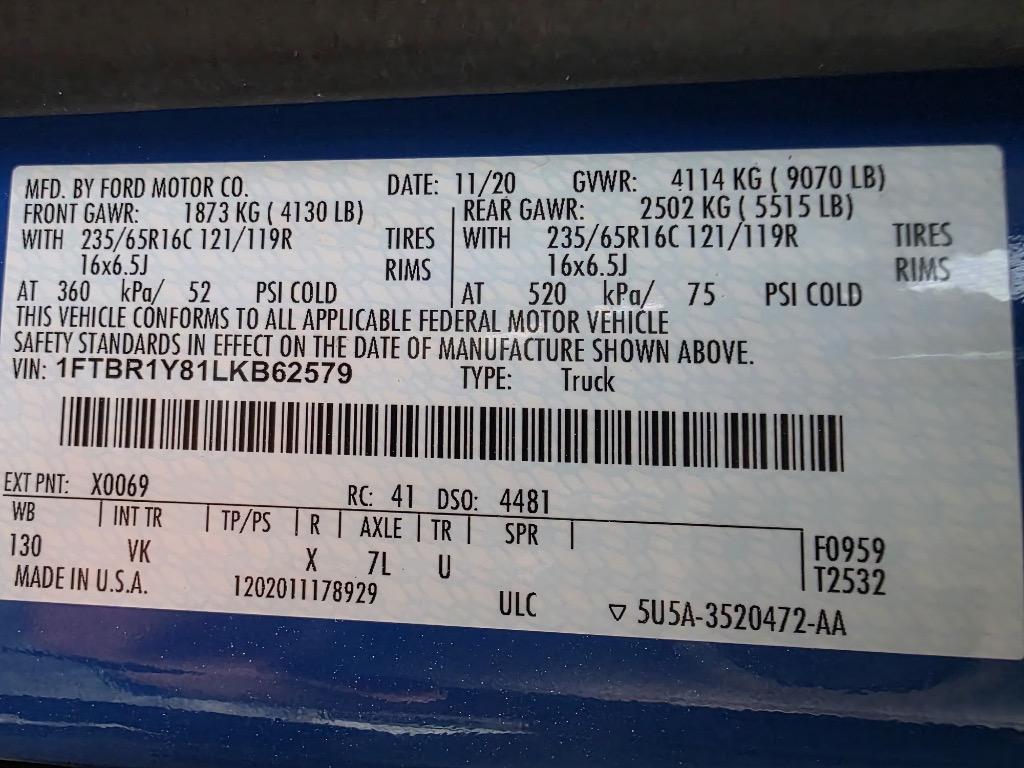 MFD. BY FORD MOTOR CO. DATE: 11/20 GVWR: 4114 KG ( 9070 LB)
FRONT GAWR: 1873 KG ( 4130 LB) REAR GAWR: 2502 KG ( 5515 LB)
WITH 235/65R16C 121/119R TIRES WITH 235/65R16C 121/119R TIRES
16x6.5J RIMS 16x6.5J RIMS
AT 360 kPa/ 52 PSI COLD AT 520 kPa/ 75 PSI COLD
THIS VEHICLE CONFORMS TO ALL APPLICABLE FEDERAL MOTOR VEHICLE
SAFETY STANDARDS IN EFFECT ON THE DATE OF MANUFACTURE SHOWN ABOVE.
VIN: 1FTBR1Y81LKB62579 TYPE: Truck
EXT PNT: X0069 RC: 41 DSO: 4481
WB INT TR TP/PS R AXLE TR SPR
130 VK X 7L U F0959
T2532
MADE IN U.S.A. 1202011178929 ULC ▽ 5U5A-3520472-AA